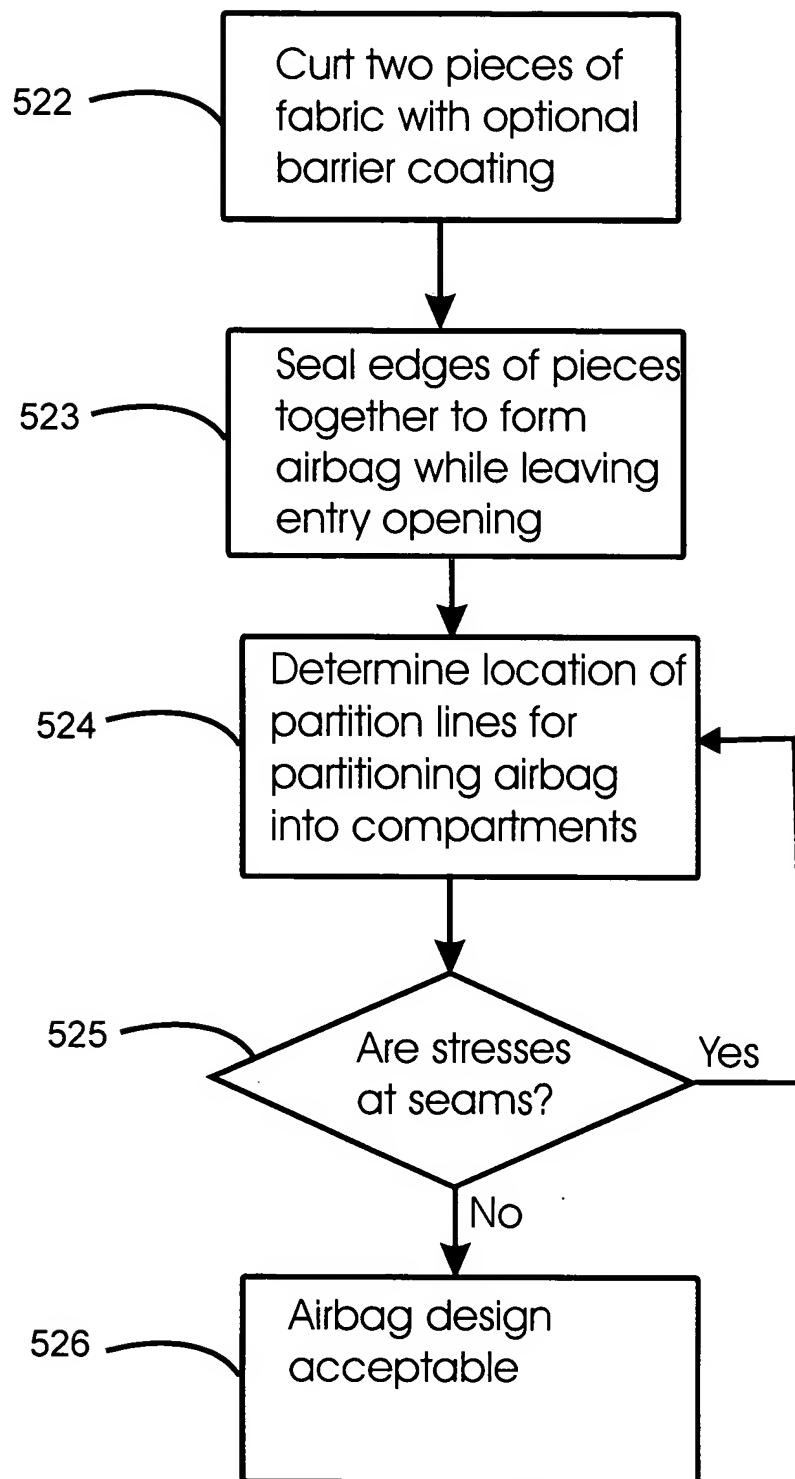 522
Curt two pieces of
fabric with optional
barrier coating
523
Seal edges of pieces
together to form
airbag while leaving
entry opening
524
Determine location of
partition lines for
partitioning airbag
into compartments
525
Are stresses
at seams?
Yes
No
526
Airbag design
acceptable